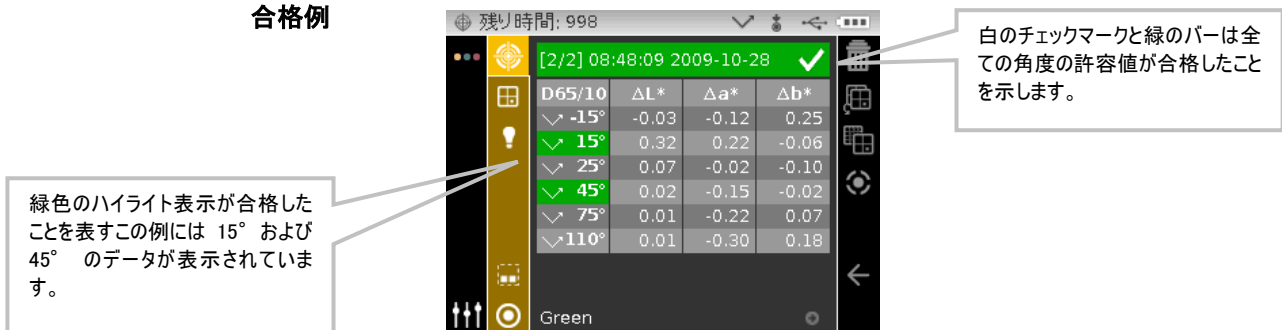 合格例
残り時間: 998
[2/2] 08:48:09 2009-10-28
D65/10 ΔL* Δa* Δb*
-15° -0.03 -0.12 0.25
15° 0.32 0.22 -0.06
25° 0.07 -0.02 -0.10
45° 0.02 -0.15 -0.02
75° 0.01 -0.22 0.07
110° 0.01 -0.30 0.18
Green
白のチェックマークと緑のバーは全
ての角度の許容値が合格したこと
を示します。
緑色のハイライト表示が合格した
ことを表すこの例には 15° および
45° のデータが表示されていま
す。